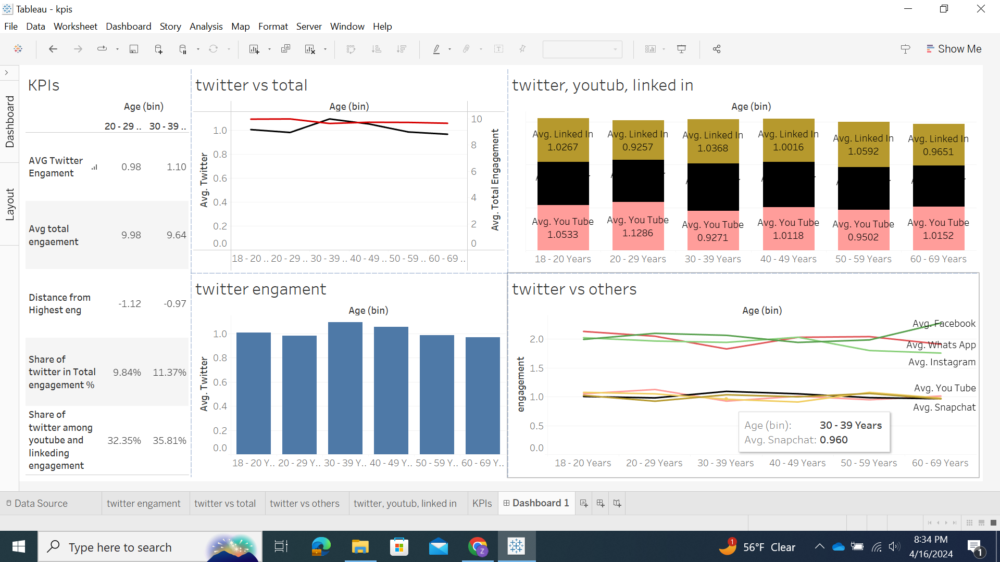 Tableau - kpis
File Data Worksheet Dashboard Story Analysis Map Format Server Window Help
Show Me
Dashboard
Layout
KPIs
Age (bin)
20 - 29 .. 30 - 39 ..
AVG Twitter
Engament
0.98 1.10
Avg total
engaement
9.98 9.64
Distance from
Highest eng
-1.12 -0.97
Share of
twitter in Total
engagement %
9.84% 11.37%
Share of
twitter among
youtube and
linkeding
engagement
32.35% 35.81%
twitter vs total
Age (bin)
Avg. Twitter
1.0
0.8
0.6
0.4
0.2
0.0
10
8
6
4
2
0
Avg. Total Engagement
18 - 20 .. 20 - 29 .. 30 - 39 .. 40 - 49 .. 50 - 59 .. 60 - 69 ..
twitter, youtub, linked in
Age (bin)
Avg. Linked In
1.0267
Avg. Linked In
0.9257
Avg. Linked In
1.0368
Avg. Linked In
1.0016
Avg. Linked In
1.0592
Avg. Linked In
0.9651
Avg. You Tube
1.0533
Avg. You Tube
1.1286
Avg. You Tube
0.9271
Avg. You Tube
1.0118
Avg. You Tube
0.9502
Avg. You Tube
1.0152
18 - 20 Years 20 - 29 Years 30 - 39 Years 40 - 49 Years 50 - 59 Years 60 - 69 Years
twitter engament
Age (bin)
Avg. Twitter
1.0
0.8
0.6
0.4
0.2
0.0
18 - 20 Y.. 20 - 29 Y.. 30 - 39 Y.. 40 - 49 Y.. 50 - 59 Y.. 60 - 69 Y..
twitter vs others
Age (bin)
engagement
2.0
1.5
1.0
0.5
0.0
Avg. Facebook
Avg. Whats App
Avg. Instagram
Avg. You Tube
Avg. Snapchat
Age (bin): 30 - 39 Years
Avg. Snapchat: 0.960
18 - 20 Years 20 - 29 Years 30 - 39 Years 40 - 49 Years 50 - 59 Years 60 - 69 Years
Data Source twitter engament twitter vs total twitter vs others twitter, youtub, linked in KPIs Dashboard 1
Type here to search
z
1
56°F Clear
8:34 PM
4/16/2024
1